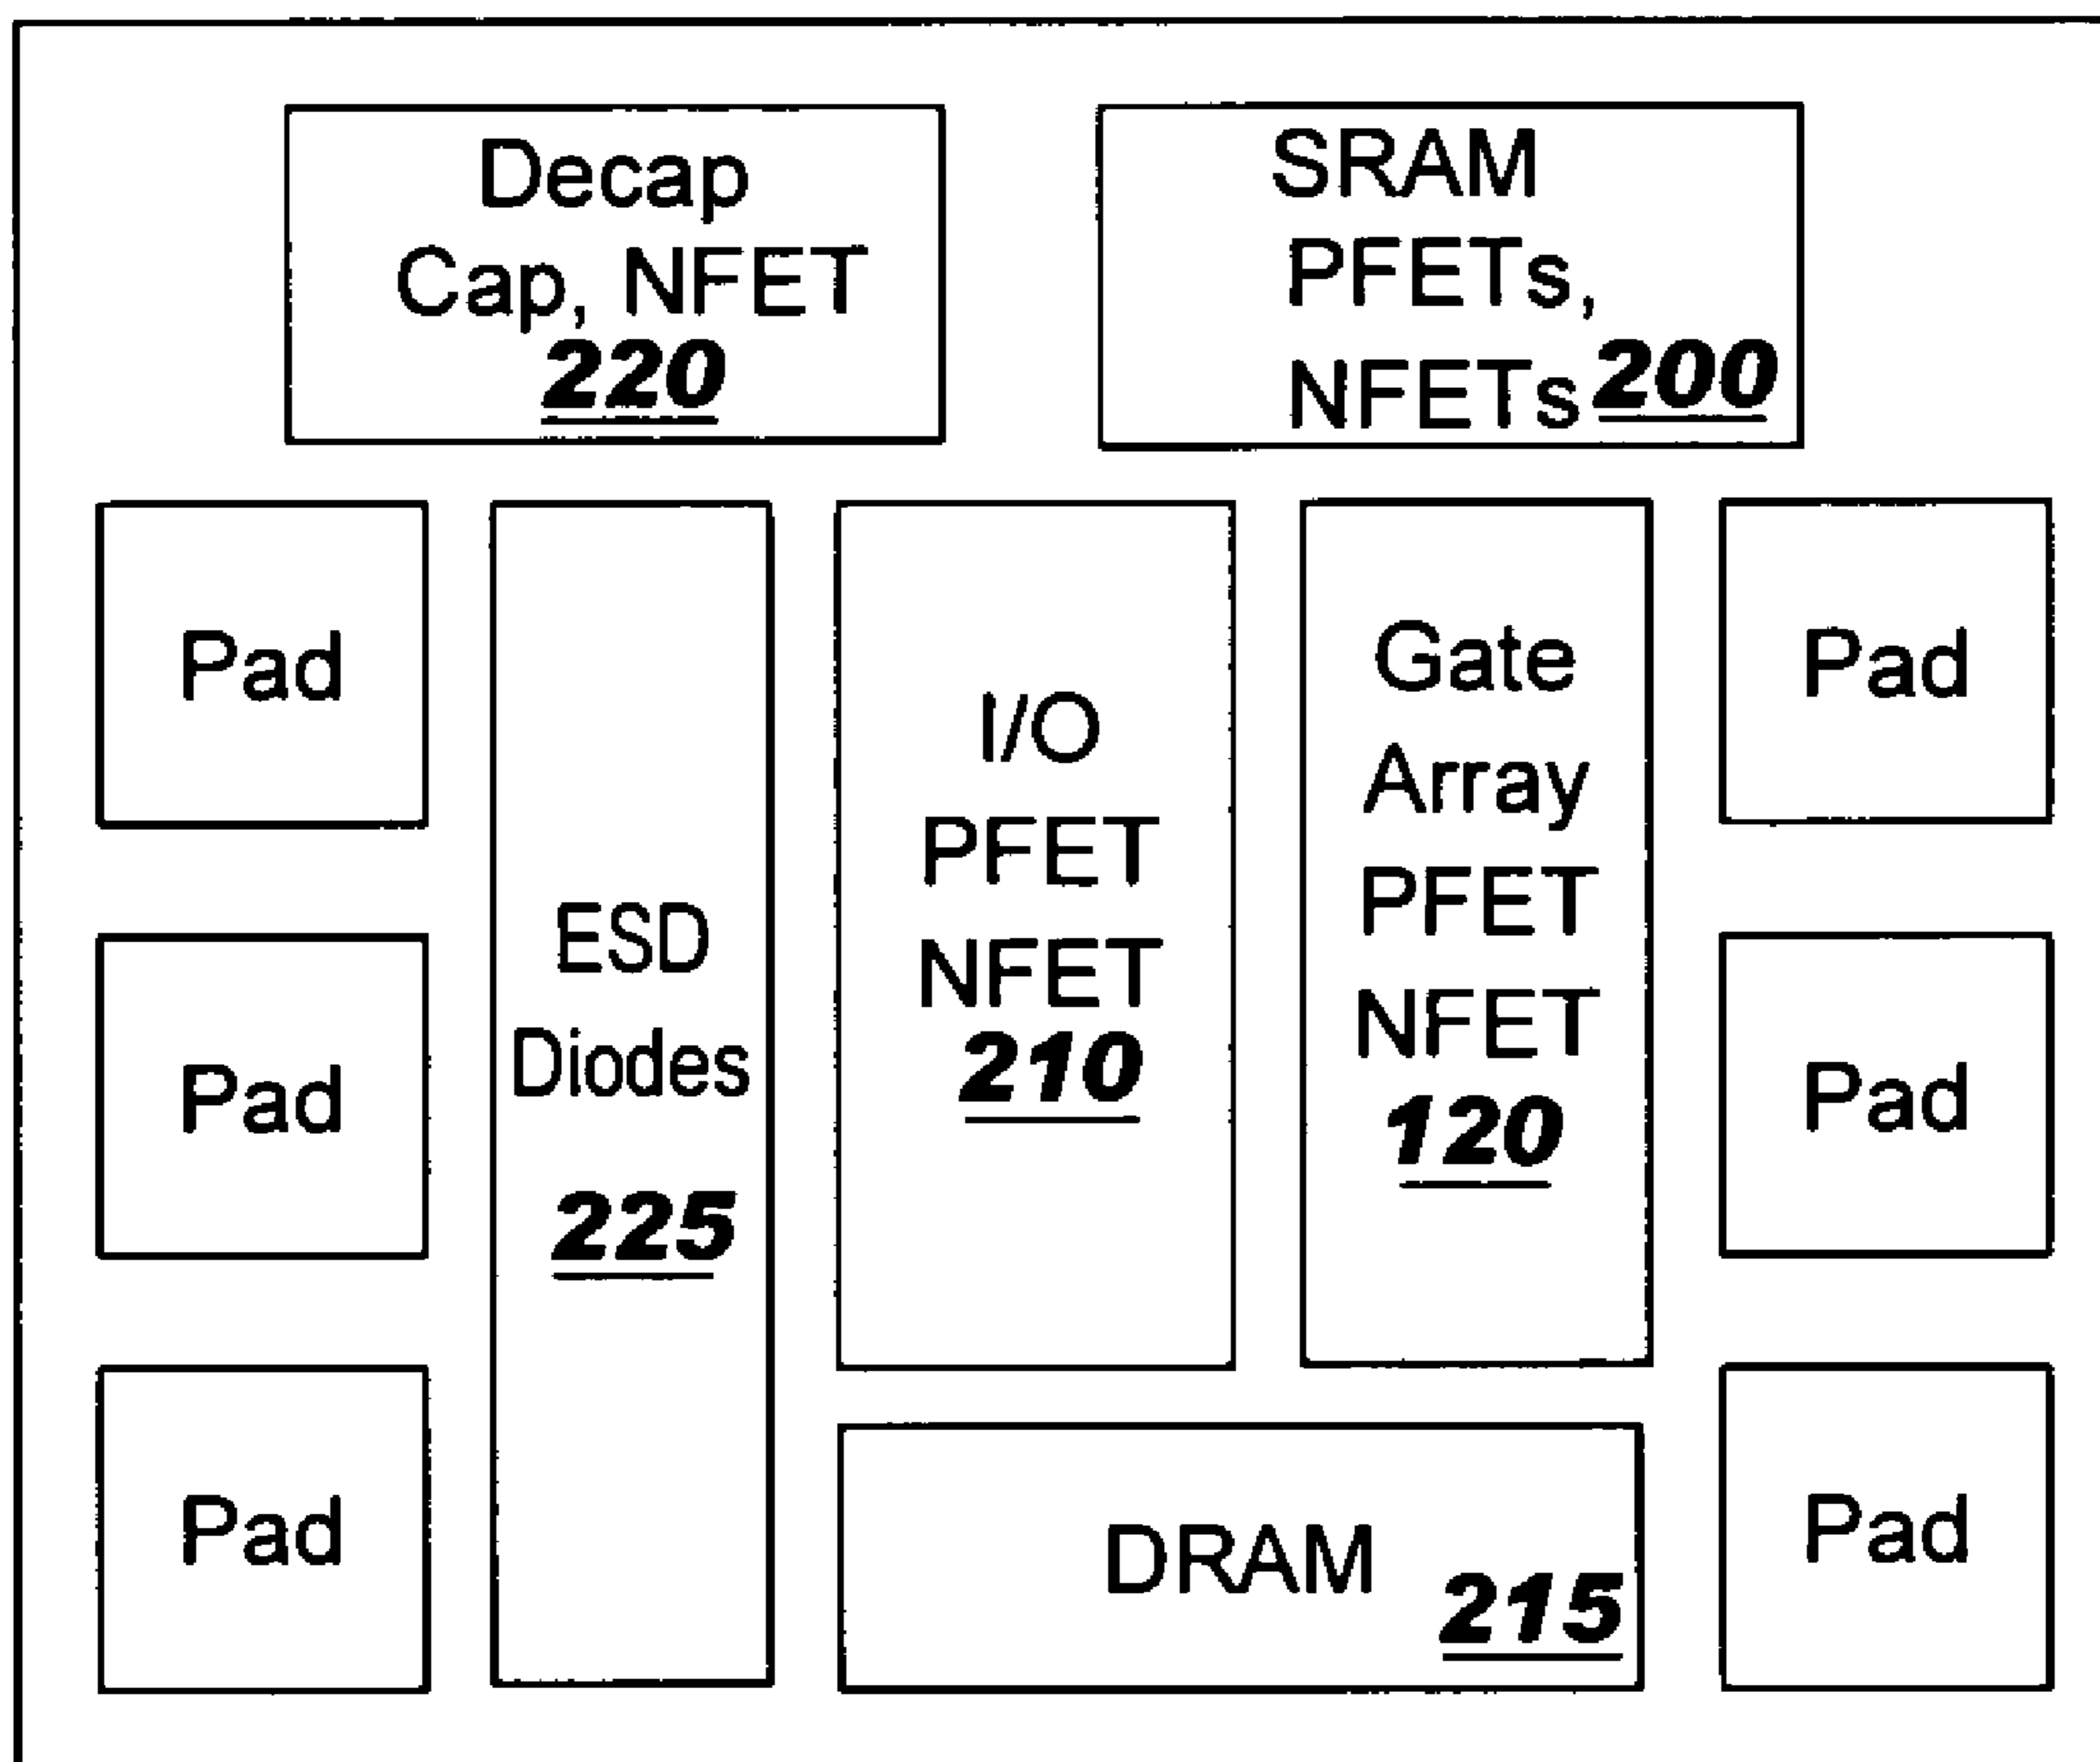 Decap
Cap, NFET
220
SRAM
PFETs,
NFETs 200
Pad
Pad
Pad
ESD
Diodes
225
I/O
PFET
NFET
210
Gate
Array
PFET
NFET
120
DRAM
215
Pad
Pad
Pad